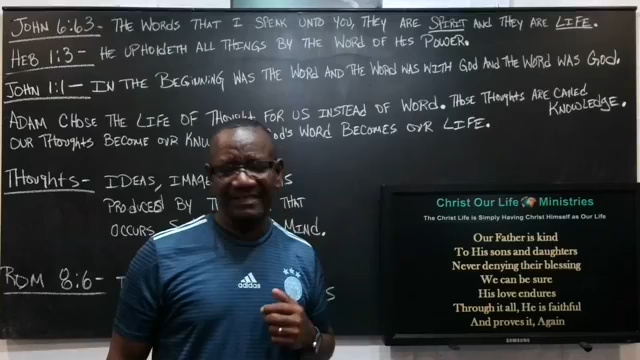 JOHN 6:63- THE WORDS THAT I SPEAK UNTO YOU, THEY ARE SPIRIT AND THEY ARE LIFE.
HEB 1:3- HE UPHOLDETH ALL THINGS BY THE WORD OF HIS POWER.
JOHN 1:1- IN THE BEGINNING WAS THE WORD AND THE WORD WAS WITH GOD AND THE WORD WAS GOD.
ADAM CHOSE THE LIFE OF THOUGHT FOR US INSTEAD OF WORD. THOSE THOUGHTS ARE CALLED KNOWLEDGE.
OUR THOUGHTS BECOME OUR GOD'S WORD BECOMES OUR LIFE.
THOUGHTS- IDEAS,
PRODUCED BY THAT
OCCURS MIND.
ROM 8:6-
adidas
Christ Our Life Ministries
The Christ Life is Simply Having Christ Himself as Our Life
Our Father is kind
To His sons and daughters
Never denying their blessing
We can be sure
His love endures
Through it all, He is faithful
And proves it, Again
SAMSUNG